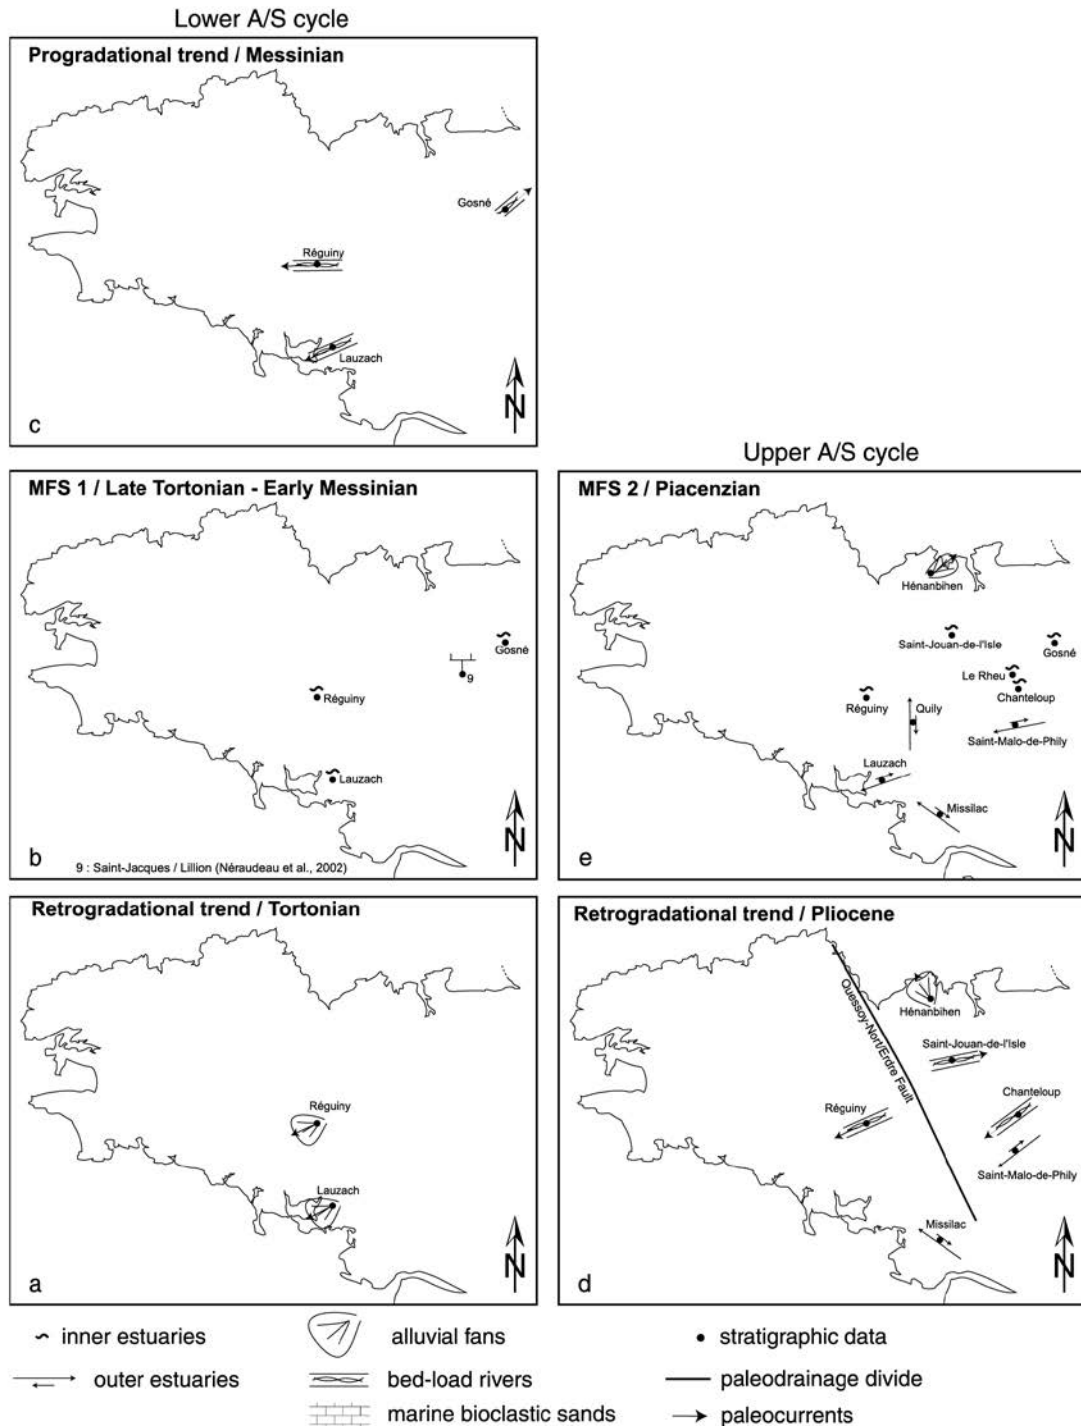 Lower A/S cycle
Progradational trend / Messinian
Gosné
Réguiny
Lauzach
N
c
Upper A/S cycle
MFS 1 / Late Tortonian - Early Messinian
Gosné
9
Réguiny
Lauzach
N
b
9 : Saint-Jacques / Lillion (Néraudeau et al., 2002)
MFS 2 / Piacenzian
Hénanbihen
Saint-Jouan-de-l'Isle
Gosné
Le Rheu
Chanteloup
Réguiny
Quily
Saint-Malo-de-Phily
Lauzach
Missilac
N
e
Retrogradational trend / Tortonian
Réguiny
Lauzach
N
a
Retrogradational trend / Pliocene
Quessoy-Nort/Erdre Fault
Hénanbihen
Saint-Jouan-de-l'Isle
Chanteloup
Réguiny
Saint-Malo-de-Phily
Missilac
N
d
inner estuaries
alluvial fans
stratigraphic data
outer estuaries
bed-load rivers
paleodrainage divide
marine bioclastic sands
paleocurrents